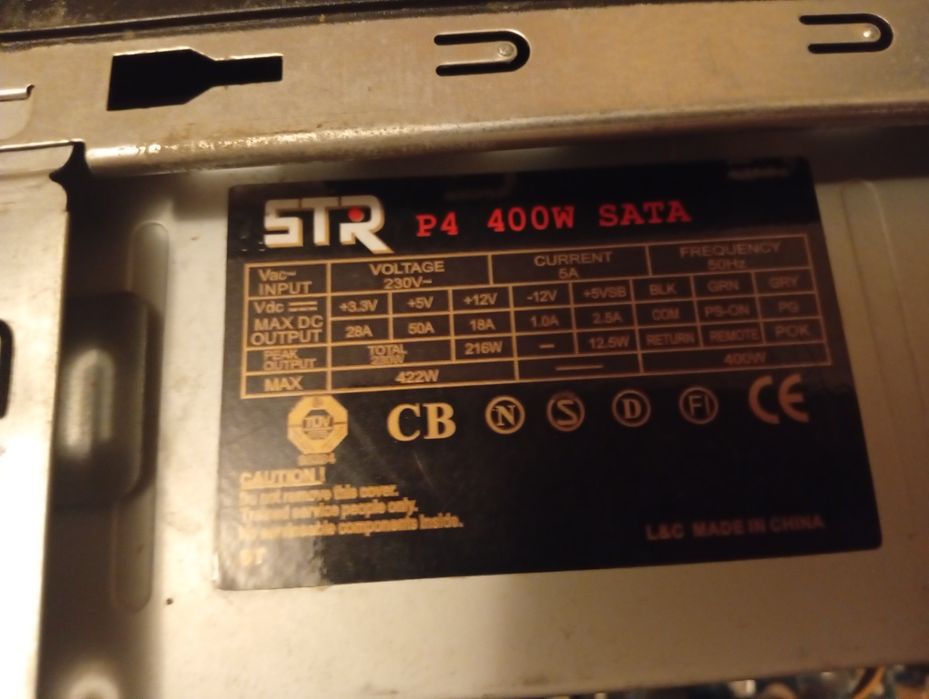 STR P4 400W SATA
Vac~ INPUT VOLTAGE 230V~ CURRENT 5A FREQUENCY 50Hz
Vdc +3.3V +5V +12V -12V +5VSB BLK GRN GRY
MAX DC OUTPUT 28A 50A 18A 1.0A 2.5A COM PS-ON PG
PEAK OUTPUT TOTAL 216W — 12.5W RETURN REMOTE POK
MAX 422W —— 400W
TÜV CB N S D FI CE
CAUTION!
Do not remove this cover.
Trained service people only.
No serviceable components inside.
L&C MADE IN CHINA